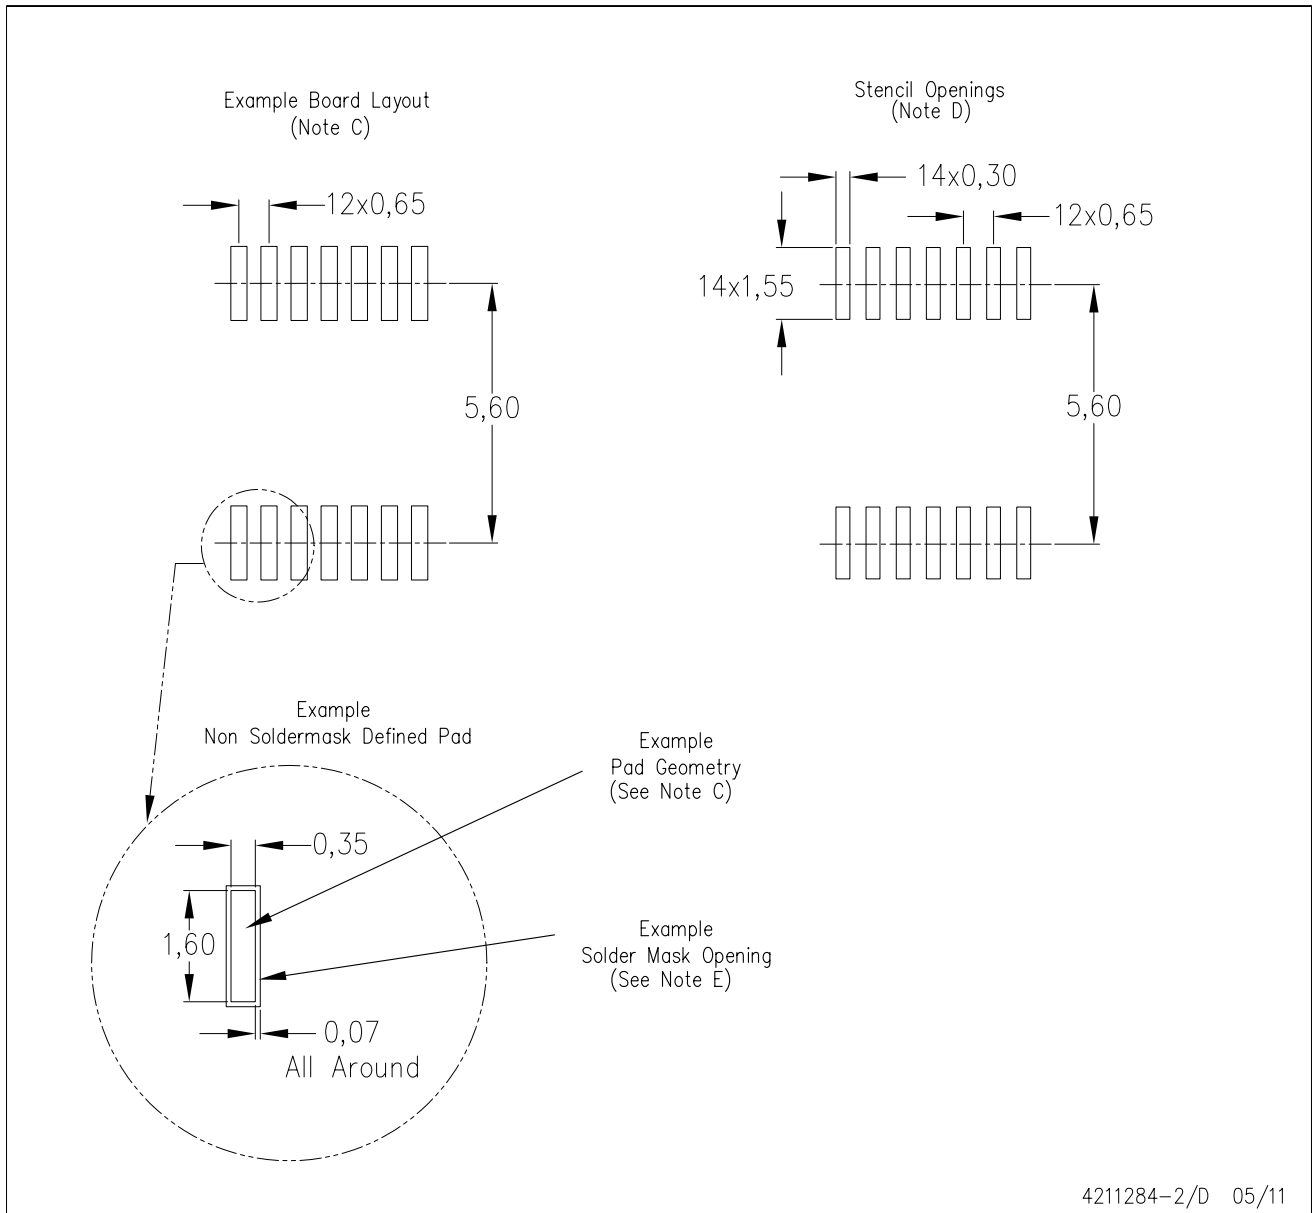 Example Board Layout
(Note C)
Stencil Openings
(Note D)
12x0,65
14x0,30
12x0,65
14x1,55
5,60
5,60
Example
Non Soldermask Defined Pad
Example
Pad Geometry
(See Note C)
0,35
1,60
Example
Solder Mask Opening
(See Note E)
0,07
All Around
4211284-2/D 05/11